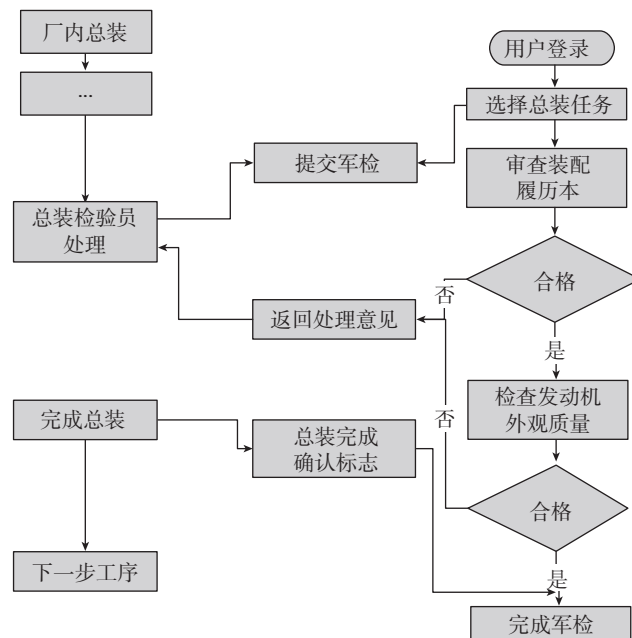 厂内总装
...
总装检验员
处理
完成总装
下一步工序
提交军检
返回处理意见
总装完成
确认标志
用户登录
选择总装任务
审查装配
履历本
合格
否
是
检查发动机
外观质量
否
合格
是
完成军检